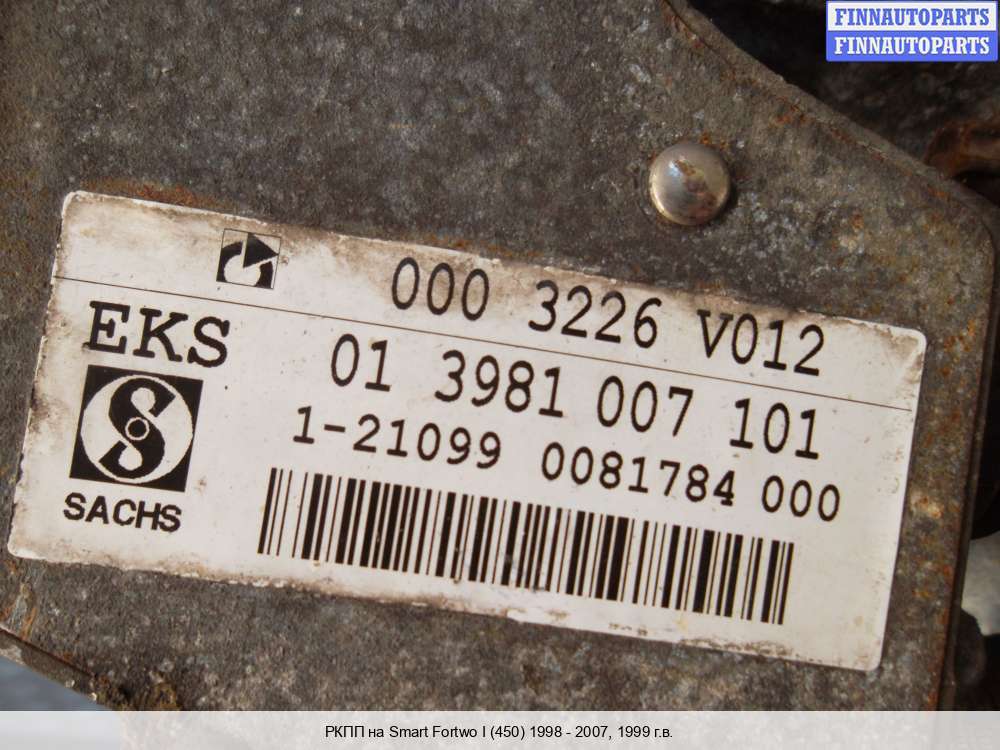 FINNAUTOPARTS
FINNAUTOPARTS
000 3226 V012
EKS
01 3981 007 101
1-21099 0081784 000
SACHS
РКПП на Smart Fortwo I (450) 1998 - 2007, 1999 г.в.